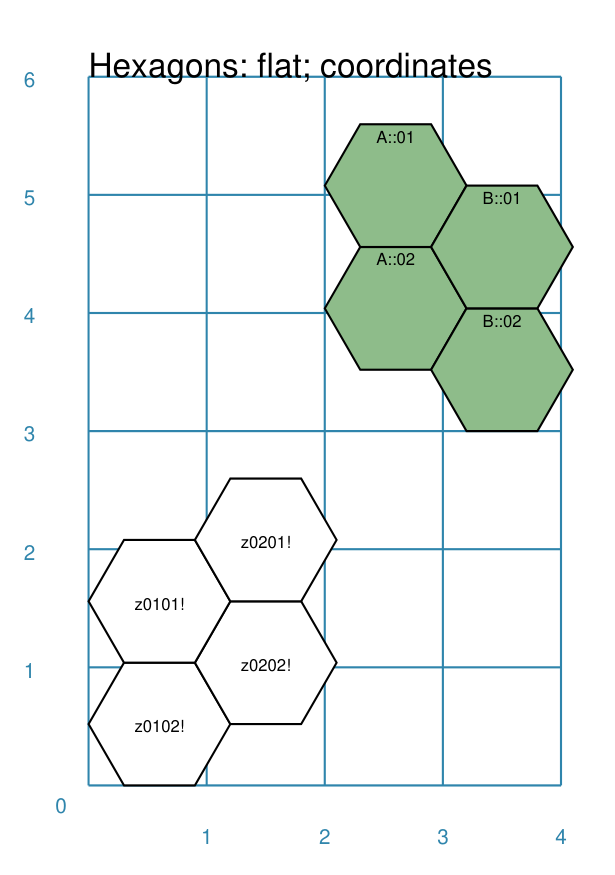 Hexagons: flat; coordinates
6
A::01
5
B::01
A::02
4
B::02
3
2
z0201!
z0101!
z0202!
1
z0102!
0
1 2 3 4